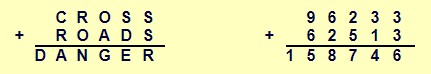 C R O S S
+ R O A D S
D A N G E R
9 6 2 3 3
+ 6 2 5 1 3
1 5 8 7 4 6